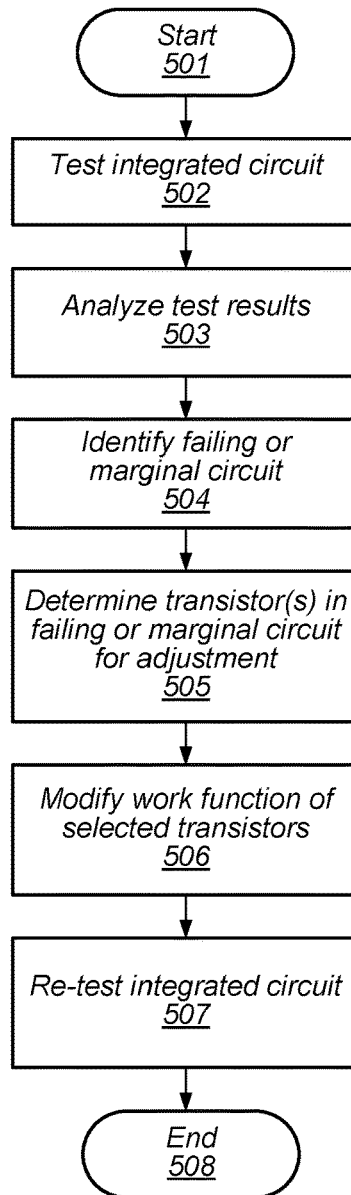 Start
501
Test integrated circuit
502
Analyze test results
503
Identify failing or
marginal circuit
504
Determine transistor(s) in
failing or marginal circuit
for adjustment
505
Modify work function of
selected transistors
506
Re-test integrated circuit
507
End
508